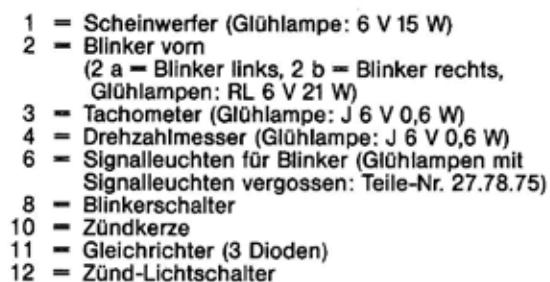 1 = Scheinwerfer (Glühlampe: 6 V 15 W)
2 = Blinker vorn
(2 a = Blinker links, 2 b = Blinker rechts,
Glühlampen: RL 6 V 21 W)
3 = Tachometer (Glühlampe: J 6 V 0,6 W)
4 = Drehzahlmesser (Glühlampe: J 6 V 0,6 W)
6 = Signalleuchten für Blinker (Glühlampen mit
Signalleuchten vergossen: Teile-Nr. 27.78.75)
8 = Blinkerschalter
10 = Zündkerze
11 = Gleichrichter (3 Dioden)
12 = Zünd-Lichtschalter